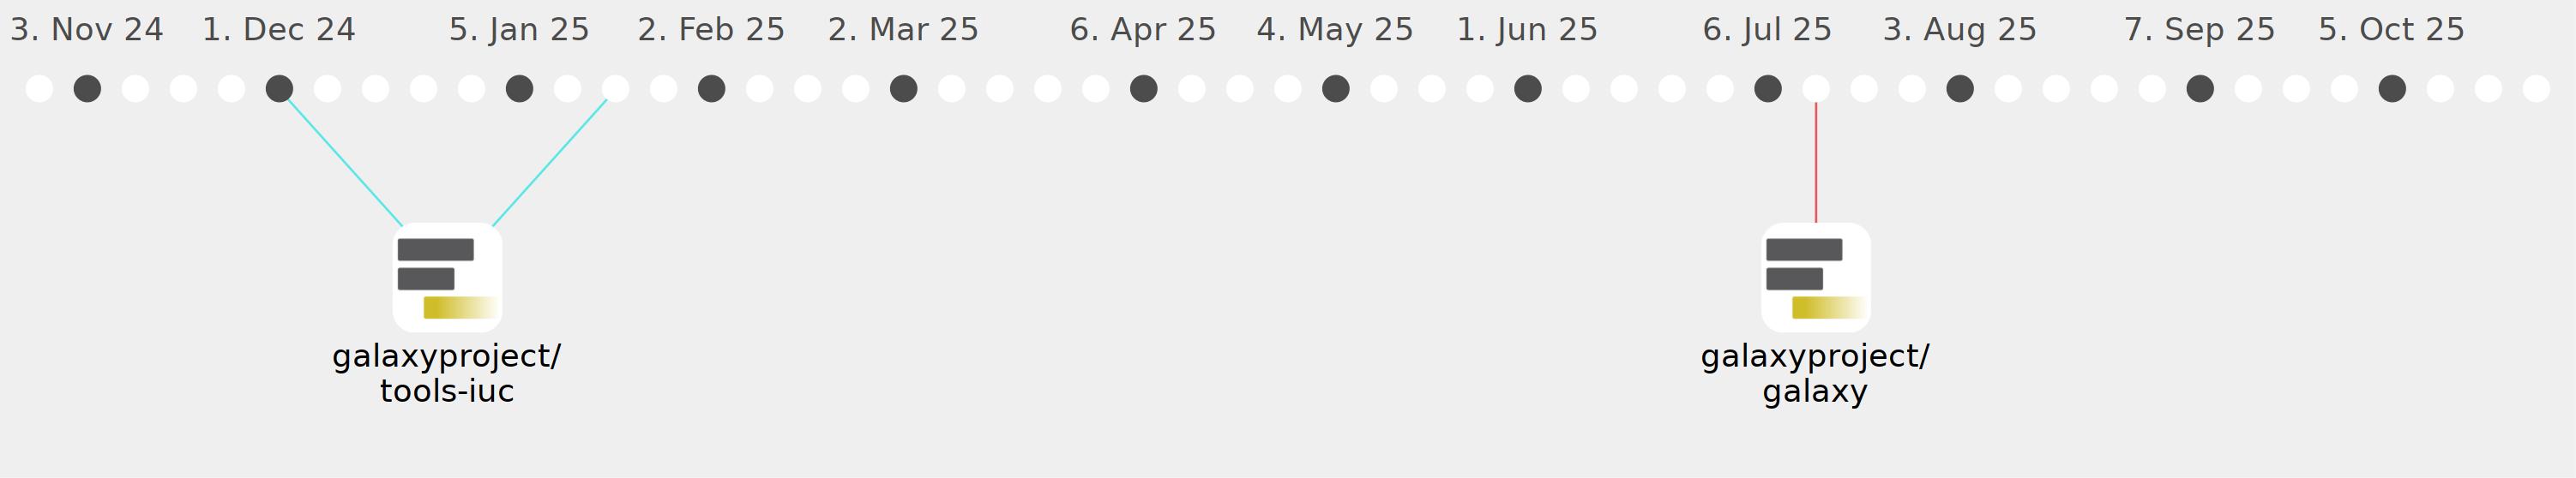 3. Nov 24 1. Dec 24 5. Jan 25 2. Feb 25 2. Mar 25 6. Apr 25 4. May 25 1. Jun 25 6. Jul 25 3. Aug 25 7. Sep 25 5. Oct 25
galaxyproject/
tools-iuc
galaxyproject/
galaxy